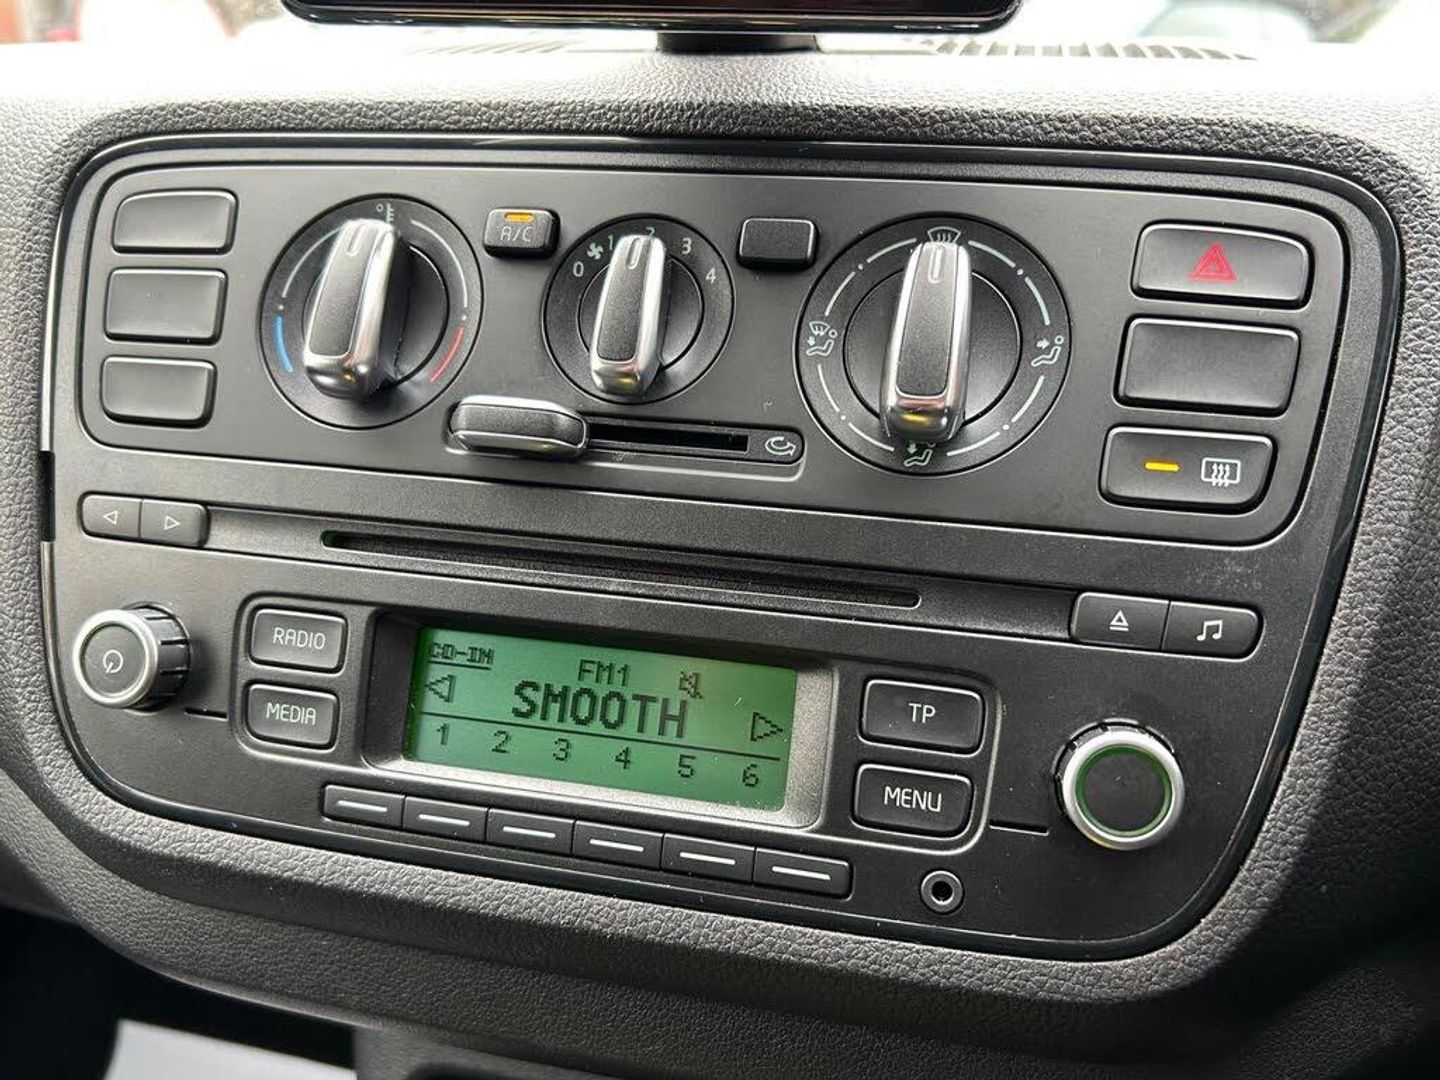 A/C
0 1 2 3 4
RADIO
MEDIA
CD-IN
FM1
SMOOTH
1 2 3 4 5 6
TP
MENU